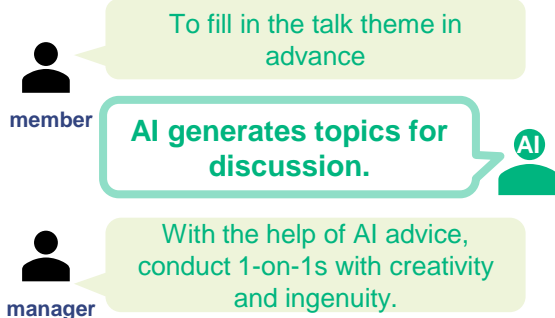 To fill in the talk theme in
advance
member
AI generates topics for
discussion.
AI
With the help of AI advice,
conduct 1-on-1s with creativity
and ingenuity.
manager